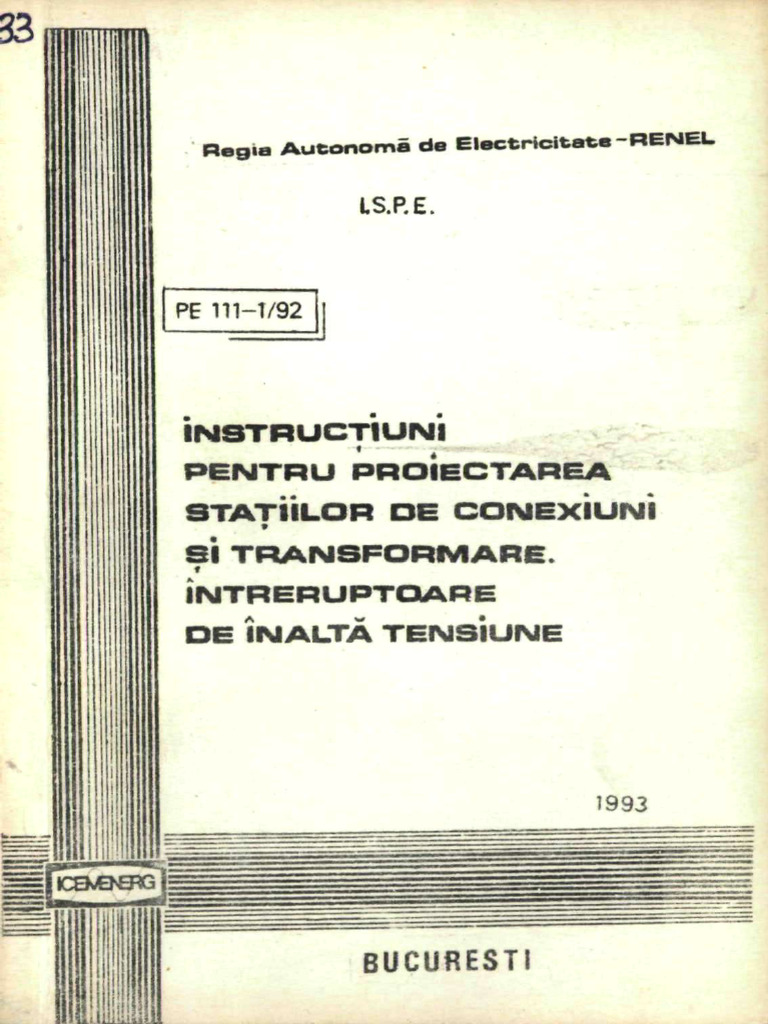 33
Regia Autonomă de Electricitate-RENEL
I.S.P.E.
PE 111-1/92
INSTRUCȚIUNI
PENTRU PROIECTAREA
STAȚIILOR DE CONEXIUNI
ȘI TRANSFORMARE.
ÎNTRERUPTOARE
DE ÎNALTĂ TENSIUNE
1993
ICEMENERG
BUCURESTI